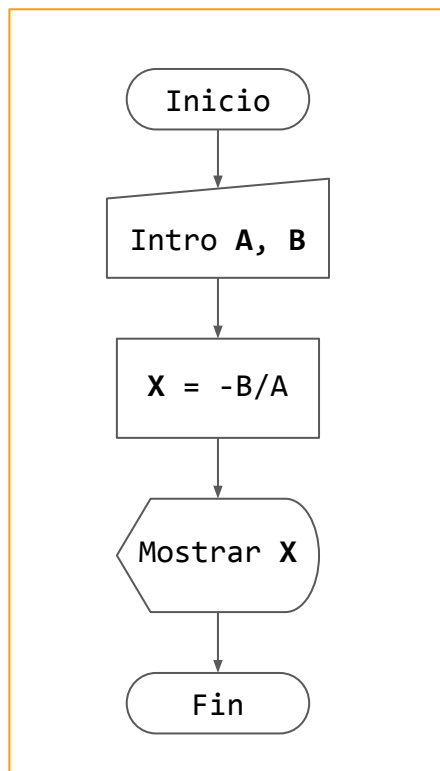 Inicio
Intro A, B
X = -B/A
Mostrar X
Fin